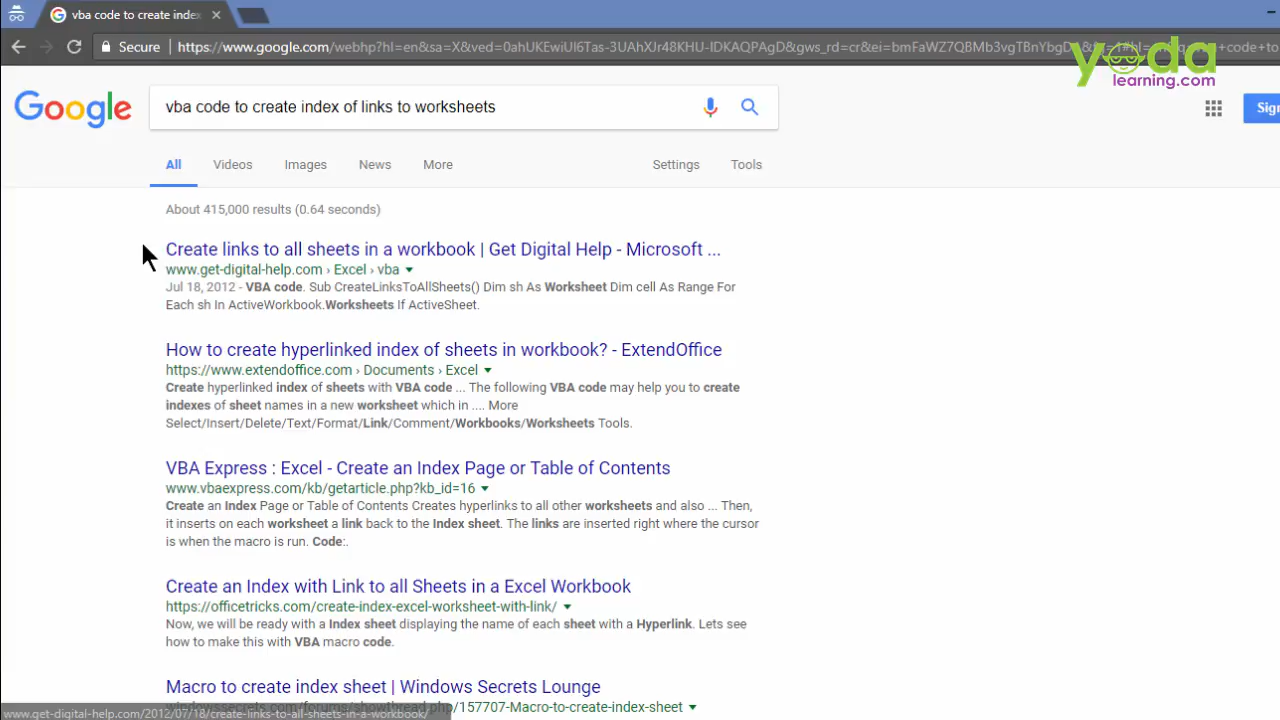 vba code to create index
Secure
https://www.google.com/webhp?hl=en&sa=X&ved=0ahUKEwiUl6Tas-3UAhXJr48KHU-IDKAQPAgD&gws_rd=cr&ei=bmFaWZ7QBMb3vgTBnYbgD
code to
yoda
learning.com
Google
vba code to create index of links to worksheets
Sign
All Videos Images News More Settings Tools
About 415,000 results (0.64 seconds)
Create links to all sheets in a workbook | Get Digital Help - Microsoft ...
www.get-digital-help.com › Excel › vba
Jul 18, 2012 - VBA code. Sub CreateLinksToAllSheets() Dim sh As Worksheet Dim cell As Range For
Each sh In ActiveWorkbook.Worksheets If ActiveSheet.
How to create hyperlinked index of sheets in workbook? - ExtendOffice
https://www.extendoffice.com › Documents › Excel
Create hyperlinked index of sheets with VBA code ... The following VBA code may help you to create
indexes of sheet names in a new worksheet which in .... More
Select/Insert/Delete/Text/Format/Link/Comment/Workbooks/Worksheets Tools.
VBA Express : Excel - Create an Index Page or Table of Contents
www.vbaexpress.com/kb/getarticle.php?kb_id=16
Create an Index Page or Table of Contents Creates hyperlinks to all other worksheets and also ... Then,
it inserts on each worksheet a link back to the Index sheet. The links are inserted right where the cursor
is when the macro is run. Code:.
Create an Index with Link to all Sheets in a Excel Workbook
https://officetricks.com/create-index-excel-worksheet-with-link/
Now, we will be ready with a Index sheet displaying the name of each sheet with a Hyperlink. Lets see
how to make this with VBA macro code.
Macro to create index sheet | Windows Secrets Lounge
windowssecrets.com/forums/showthread.php/157707-Macro-to-create-index-sheet
www.get-digital-help.com/2012/07/18/create-links-to-all-sheets-in-a-workbook/